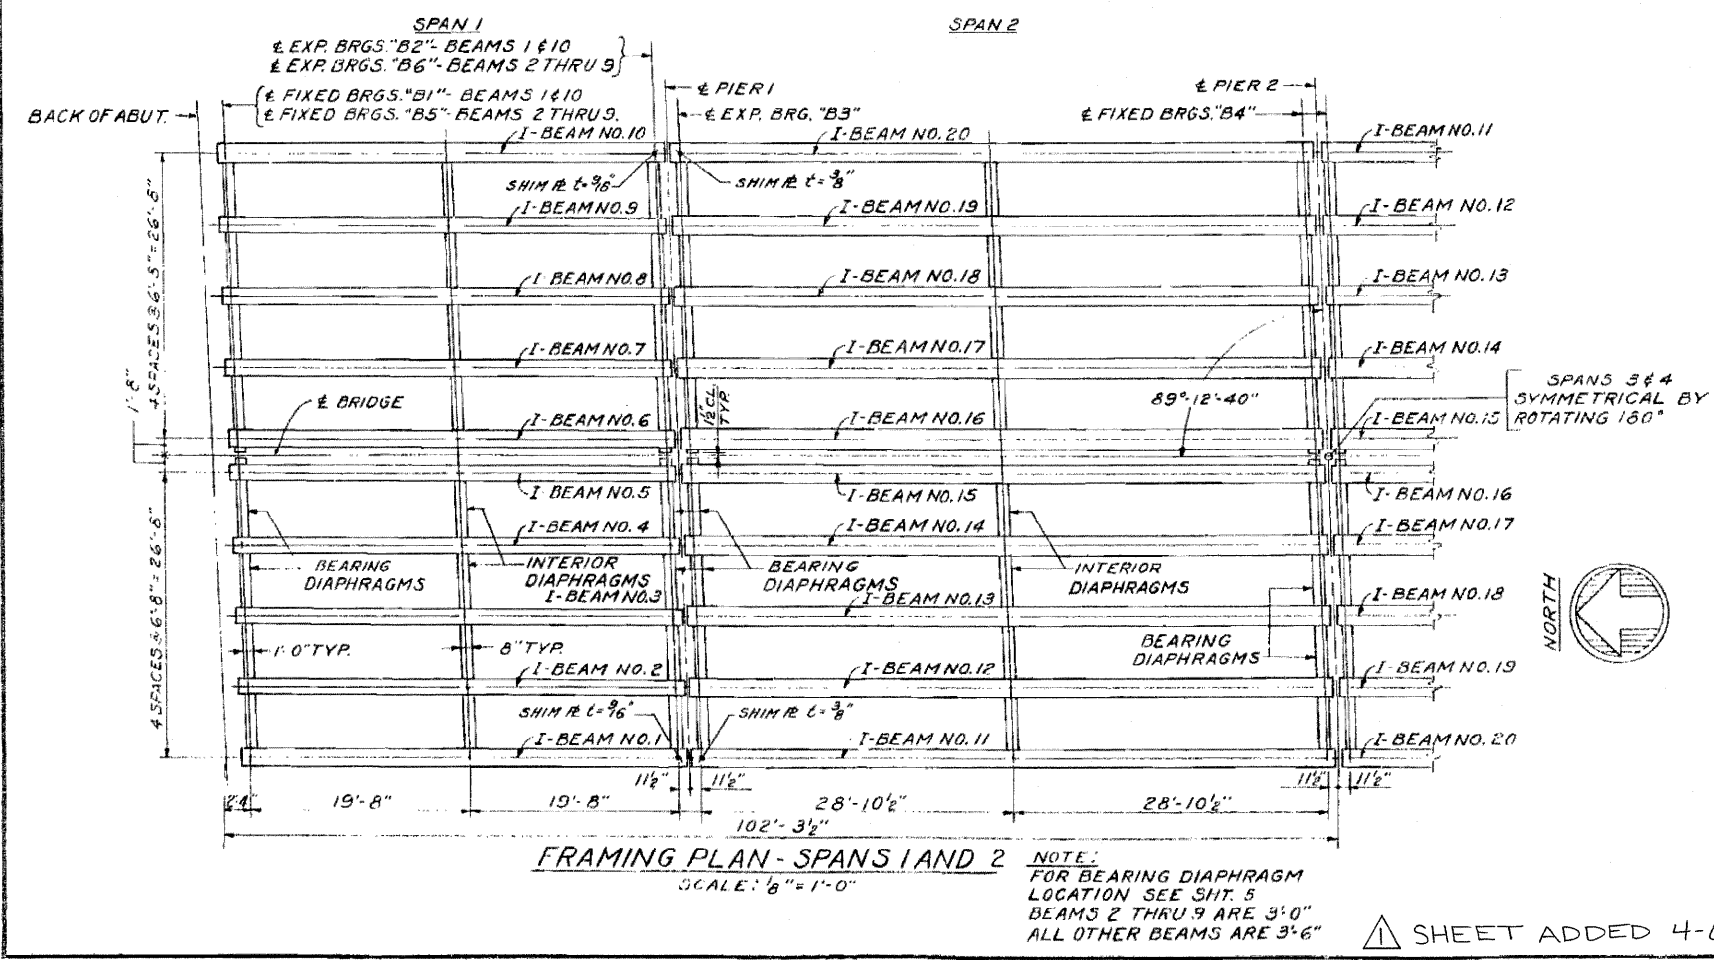 SPAN 1
SPAN 2
℄ EXP. BRGS. "B2"- BEAMS 1 & 10
℄ EXP. BRGS. "B6"- BEAMS 2 THRU 9
℄ PIER 1
℄ PIER 2
BACK OF ABUT.
℄ FIXED BRGS. "B1"- BEAMS 1 & 10
℄ FIXED BRGS. "B5"- BEAMS 2 THRU 9.
℄ EXP. BRG. "B3"
℄ FIXED BRGS. "B4"
I-BEAM NO. 10
I-BEAM NO. 20
I-BEAM NO. 11
SHIM ℄ t= 9/16"
SHIM ℄ t= 3/8"
I-BEAM NO. 9
I-BEAM NO. 19
I-BEAM NO. 12
I-BEAM NO. 8
I-BEAM NO. 18
I-BEAM NO. 13
I-BEAM NO. 7
I-BEAM NO. 17
I-BEAM NO. 14
4 SPACES @ 6'-8" = 26'-8"
1'-8"
℄ BRIDGE
1 1/2" CL.
TYP.
89°-12'-40"
SPANS 3 & 4
SYMMETRICAL BY
ROTATING 180°
I-BEAM NO. 6
I-BEAM NO. 16
I-BEAM NO. 15
I-BEAM NO. 5
I-BEAM NO. 15
I-BEAM NO. 16
I-BEAM NO. 4
I-BEAM NO. 14
I-BEAM NO. 17
BEARING
DIAPHRAGMS
INTERIOR
DIAPHRAGMS
BEARING
DIAPHRAGMS
INTERIOR
DIAPHRAGMS
I-BEAM NO. 3
I-BEAM NO. 13
I-BEAM NO. 18
NORTH
4 SPACES @ 6'-8" = 26'-8"
1'-0" TYP.
8" TYP.
BEARING
DIAPHRAGMS
I-BEAM NO. 2
I-BEAM NO. 12
I-BEAM NO. 19
SHIM ℄ t= 9/16"
SHIM ℄ t= 3/8"
I-BEAM NO. 1
I-BEAM NO. 11
I-BEAM NO. 20
11 1/2"
11 1/2"
11 1/2"
11 1/2"
19'-8"
19'-8"
28'-10 1/2"
28'-10 1/2"
102'-3 1/2"
FRAMING PLAN - SPANS 1 AND 2
SCALE: 1/8" = 1'-0"
NOTE:
FOR BEARING DIAPHRAGM
LOCATION SEE SHT. 5
BEAMS 2 THRU 9 ARE 3'-0"
ALL OTHER BEAMS ARE 3'-6"
1 SHEET ADDED